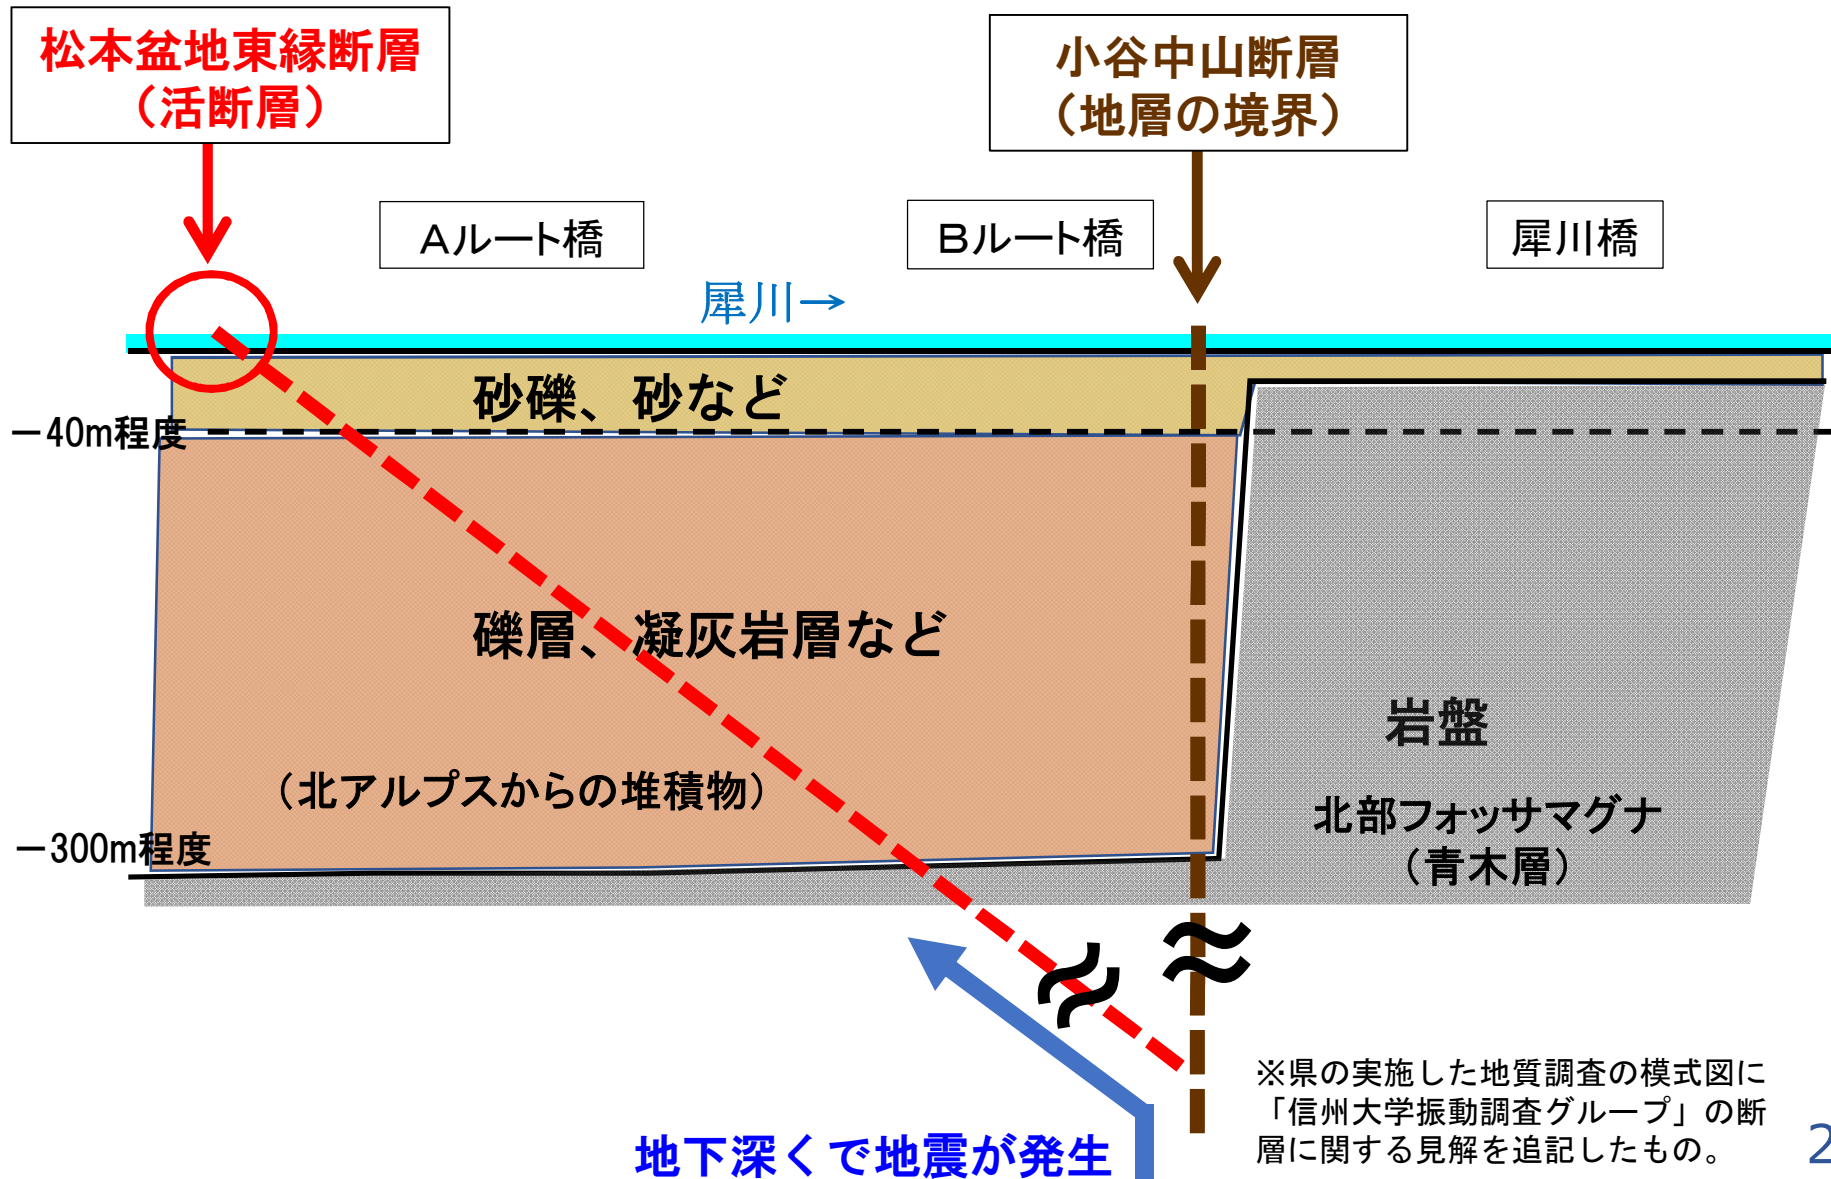 松本盆地東縁断層
（活断層）
小谷中山断層
（地層の境界）
Aルート橋
Bルート橋
犀川橋
犀川→
砂礫、砂など
－40m程度
礫層、凝灰岩層など
岩盤
（北アルプスからの堆積物）
北部フォッサマグナ
（青木層）
－300m程度
※県の実施した地質調査の模式図に
「信州大学振動調査グループ」の断
層に関する見解を追記したもの。
地下深くで地震が発生
2